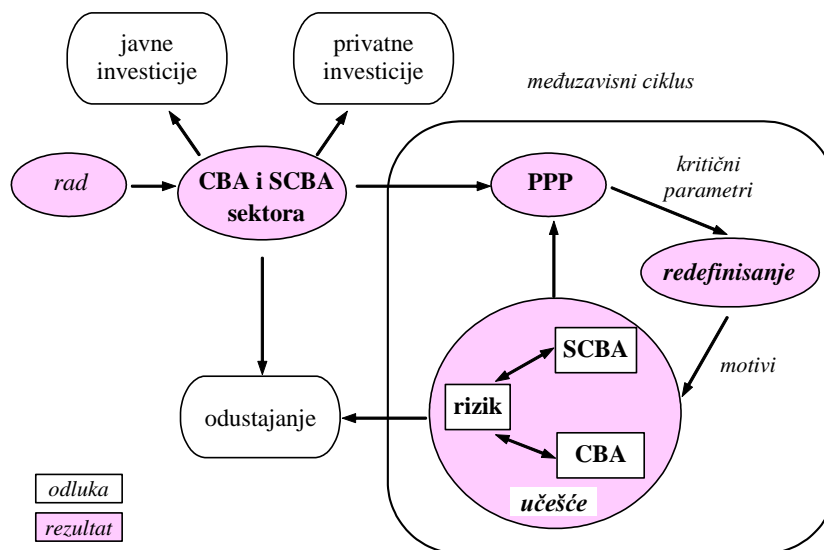 javne
investicije
privatne
investicije
međuzavisni ciklus
rad
CBA i SCBA
sektora
PPP
kritični
parametri
redefinisanje
SCBA
motivi
rizik
odustajanje
CBA
učešće
odluka
rezultat